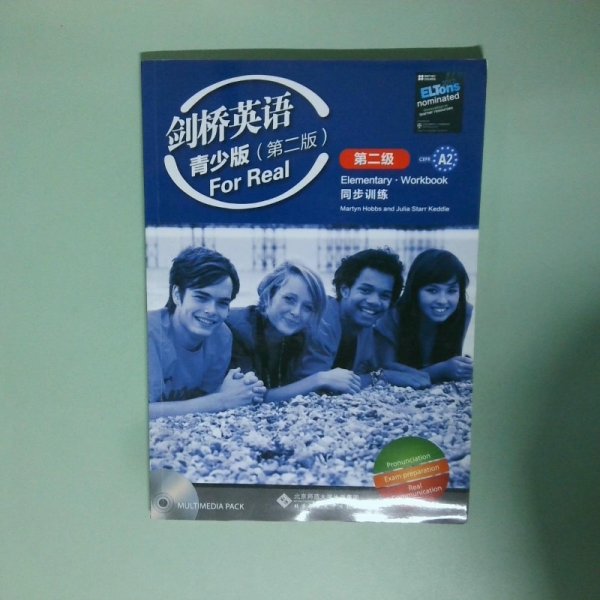 剑桥英语
青少版（第二版）
For Real
ELTons
nominated
第二级
CEFR A2
Elementary · Workbook
同步训练
Martyn Hobbs and Julia Starr Keddle
Pronunciation
Exam preparation
Real
Communication
MULTIMEDIA PACK